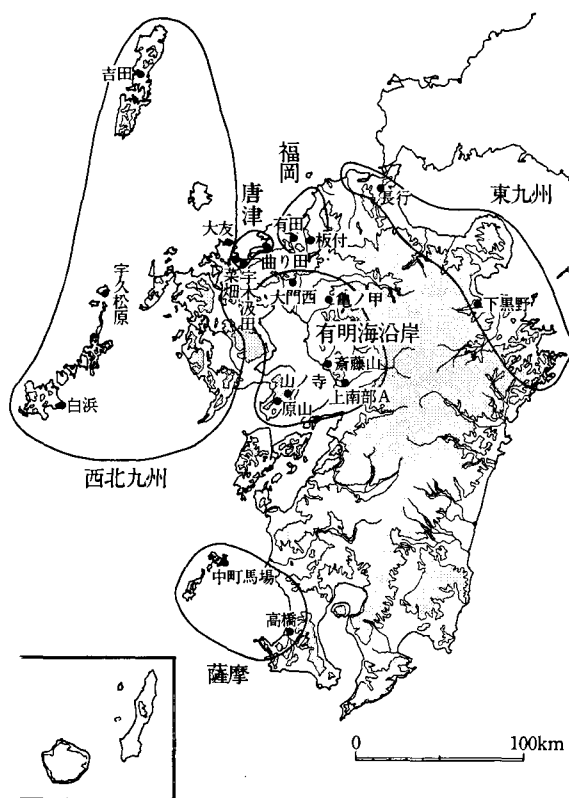 吉田
福岡
東九州
長行
唐津
大友
有田
板付
曲り田
菜畑
宇木汲田
大門西
亀ノ甲
下黒野
宇久松原
有明海沿岸
斎藤山
山ノ寺
上南部A
原山
白浜
西北九州
中町馬場
高橋
薩摩
0
100km